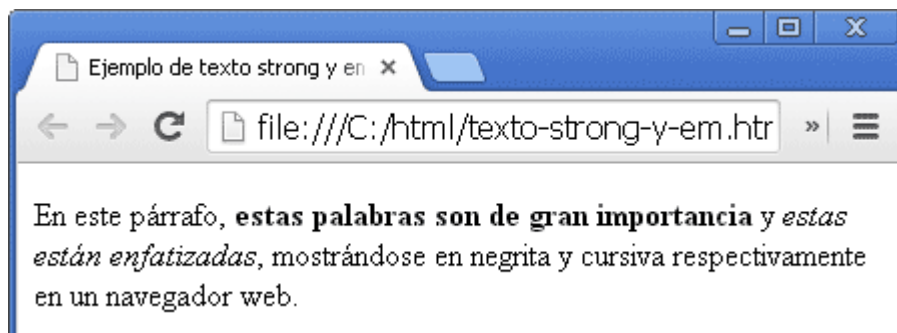 Ejemplo de texto strong y en
file:///C:/html/texto-strong-y-em.htr
»
En este párrafo, estas palabras son de gran importancia y estas
están enfatizadas, mostrándose en negrita y cursiva respectivamente
en un navegador web.